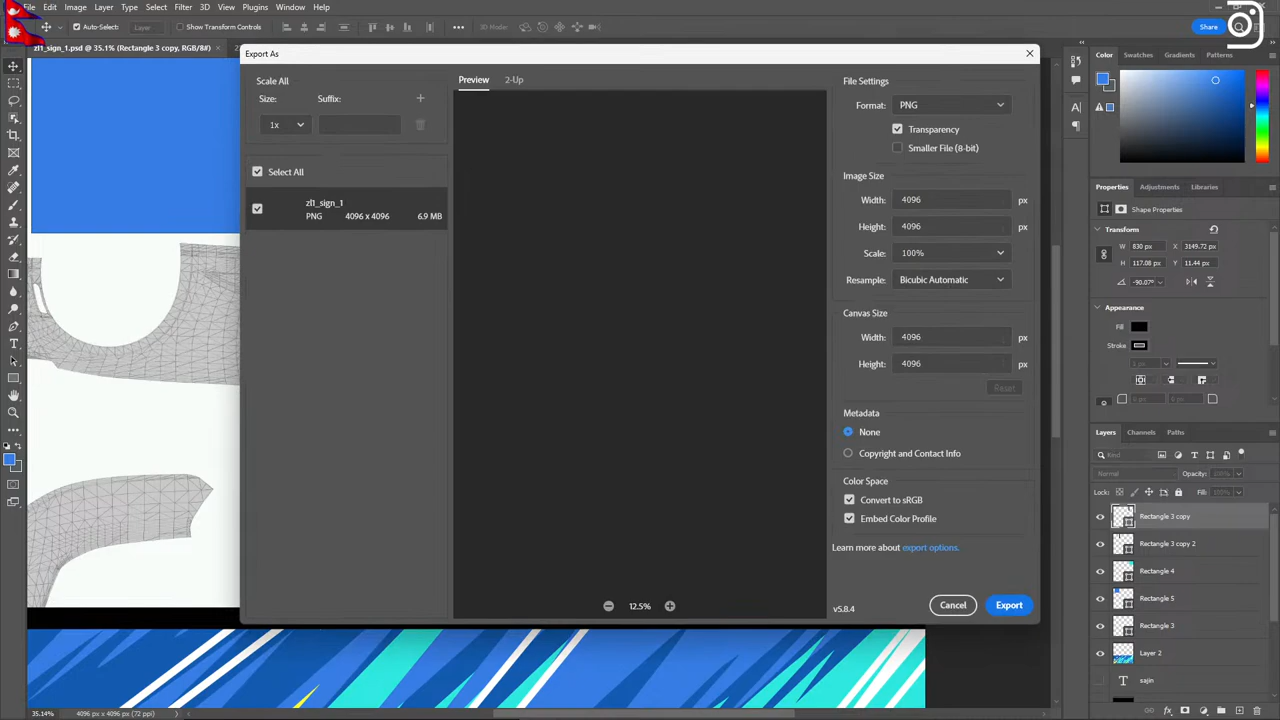 File Edit Image Layer Type Select Filter 3D View Plugins Window Help
Auto-Select: Layer Show Transform Controls 3D Mode: Share
zl1_sign_1.psd @ 35.1% (Rectangle 3 copy, RGB/8#)
Export As
Scale All
Size: Suffix:
1x
Select All
zl1_sign_1
PNG 4096 x 4096 6.9 MB
Preview 2-Up
12.5%
File Settings
Format: PNG
Transparency
Smaller File (8-bit)
Image Size
Width: 4096 px
Height: 4096 px
Scale: 100%
Resample: Bicubic Automatic
Canvas Size
Width: 4096 px
Height: 4096 px
Reset
Metadata
None
Copyright and Contact Info
Color Space
Convert to sRGB
Embed Color Profile
Learn more about export options.
v5.8.4 Cancel Export
Color Swatches Gradients Patterns
Properties Adjustments Libraries
Shape Properties
Transform
W 830 px X 3149.72 px
H 117.08 px Y 11.44 px
-90.07°
Appearance
Fill
Stroke
Layers Channels Paths
Kind
Normal Opacity: 100%
Lock: Fill: 100%
Rectangle 3 copy
Rectangle 3 copy 2
Rectangle 4
Rectangle 5
Rectangle 3
Layer 2
T sajin
35.14% 4096 px x 4096 px (72 ppi)